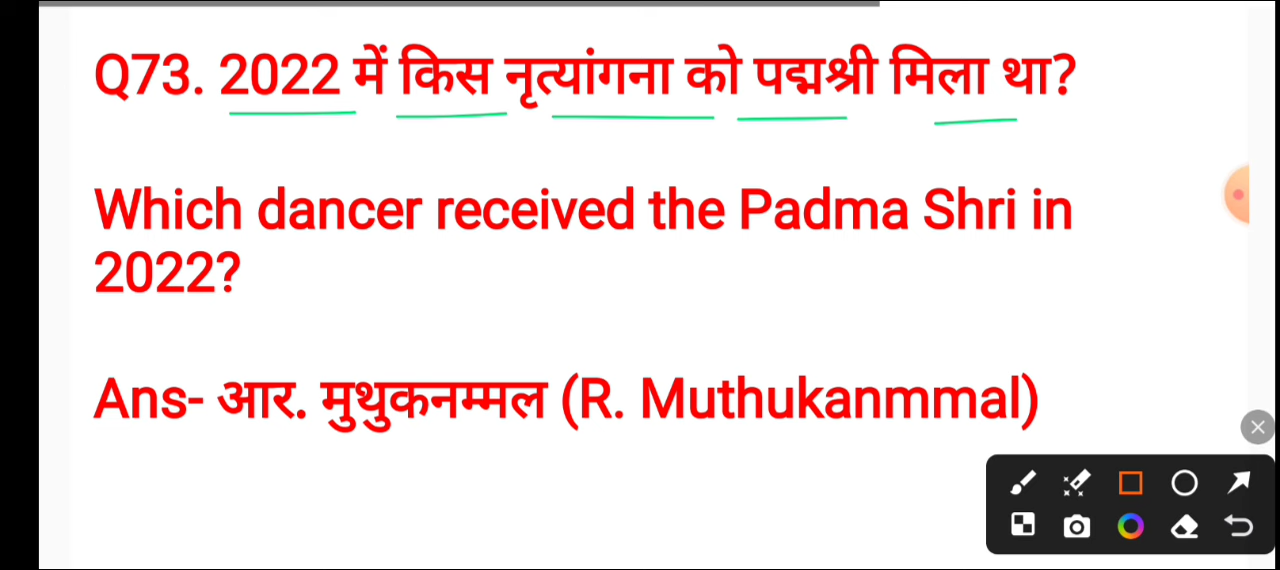 Q73. 2022 में किस नृत्यांगना को पद्मश्री मिला था?
Which dancer received the Padma Shri in
2022?
Ans- आर. मुथुकनम्मल (R. Muthukanmmal)